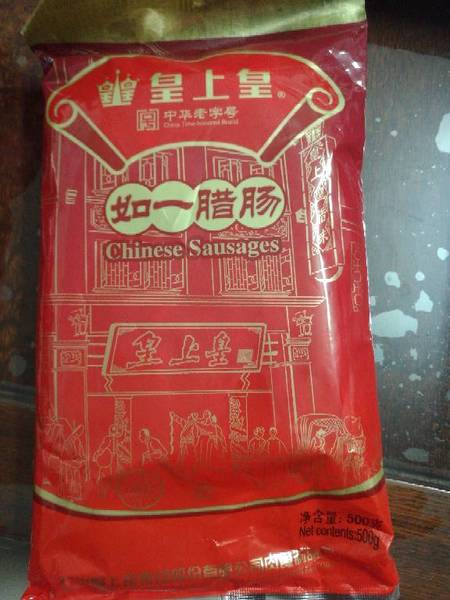 皇上皇®
中华老字号
China Time-honored Brand
如一腊肠
Chinese Sausages
皇上皇
净含量:500克
Net contents:500g